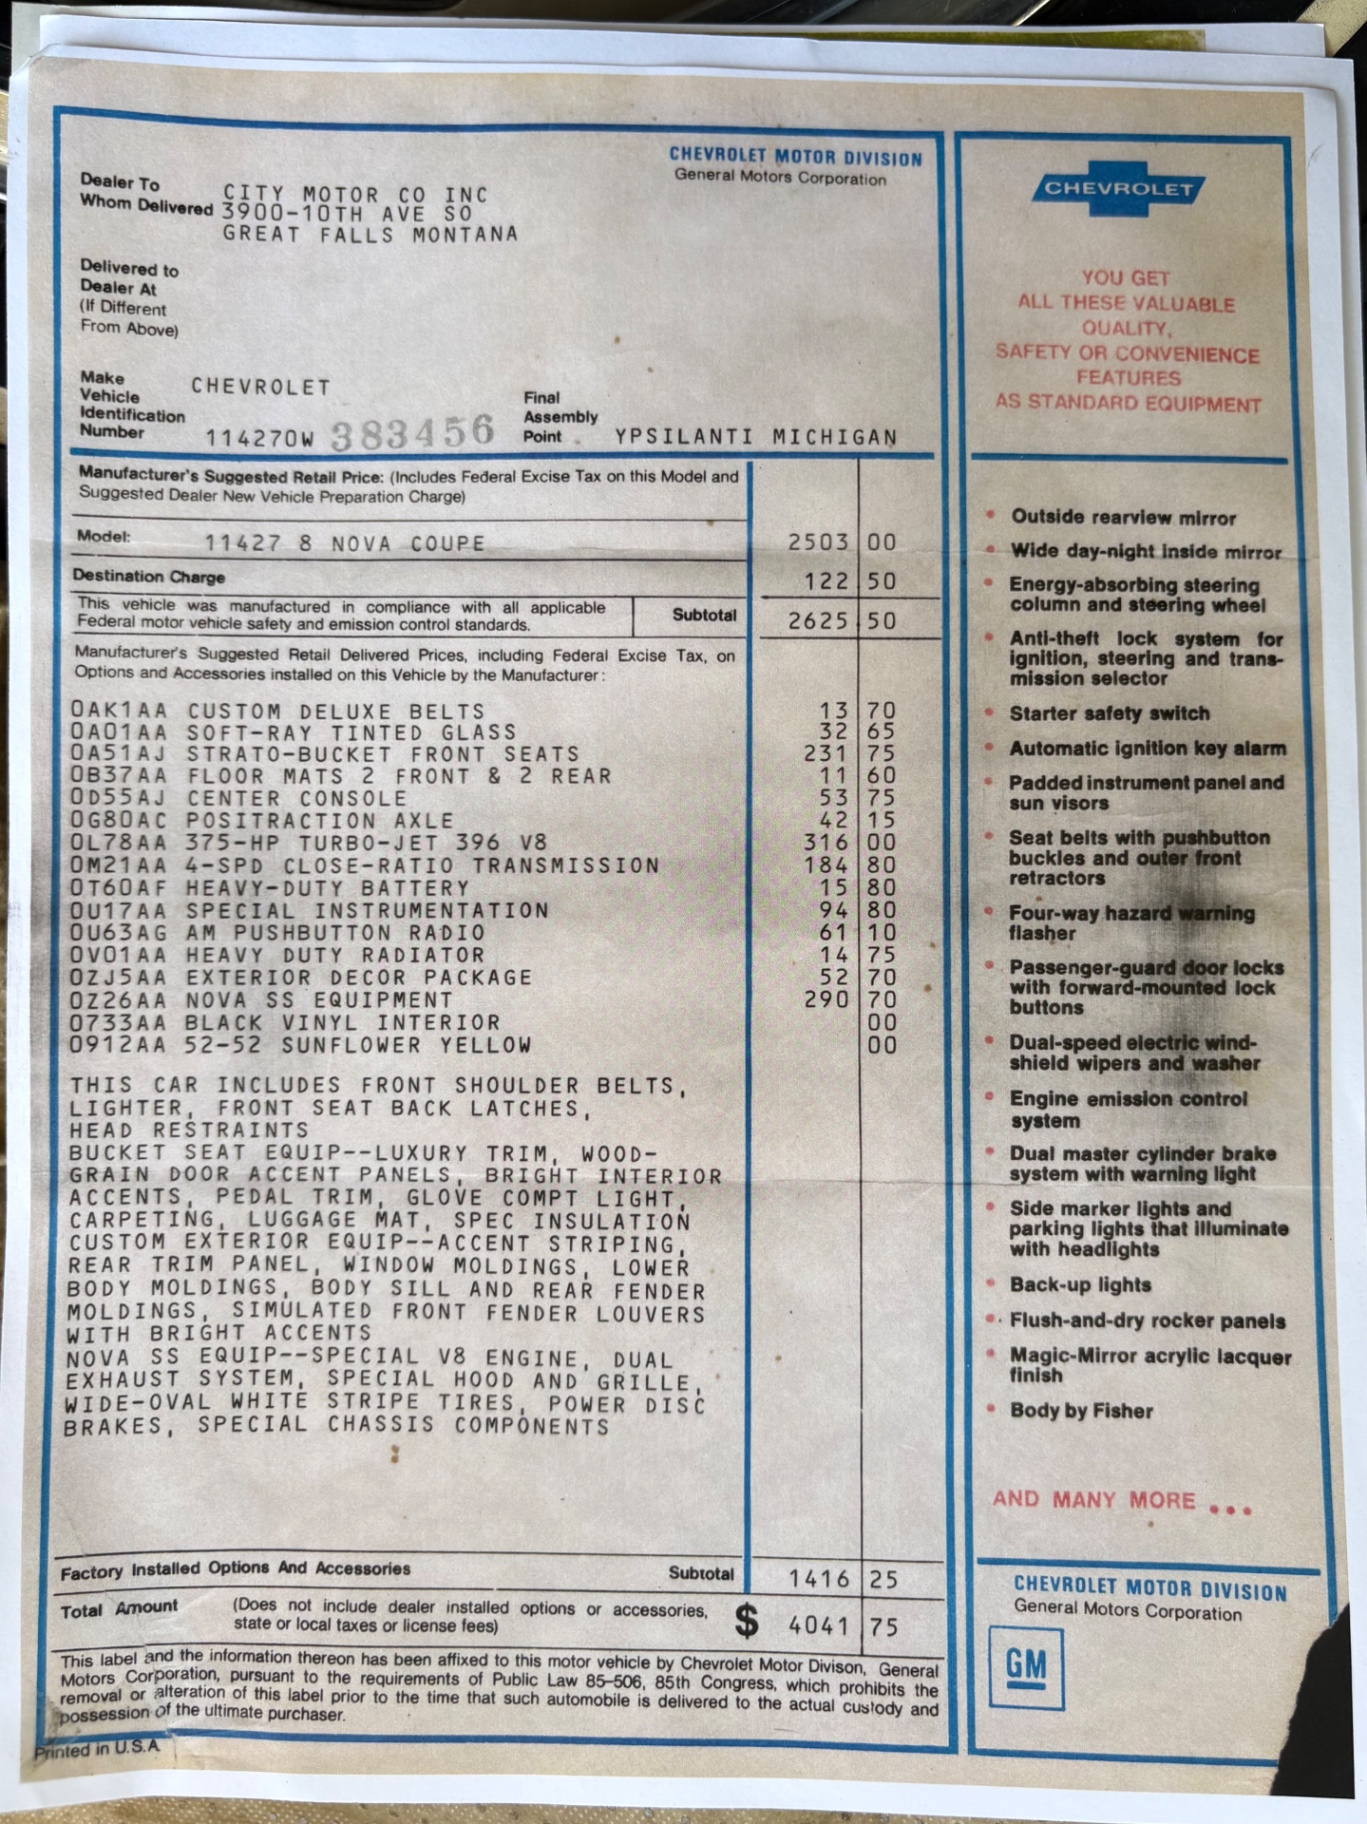 CHEVROLET MOTOR DIVISION
General Motors Corporation
Dealer To
Whom Delivered
CITY MOTOR CO INC
3900-10TH AVE SO
GREAT FALLS MONTANA
Delivered to
Dealer At
(If Different
From Above)
Make
CHEVROLET
Vehicle
Identification
Number
114270W 383456
Final
Assembly
Point
YPSILANTI MICHIGAN
Manufacturer's Suggested Retail Price: (Includes Federal Excise Tax on this Model and
Suggested Dealer New Vehicle Preparation Charge)
Model: 11427 8 NOVA COUPE 2503 00
Destination Charge 122 50
This vehicle was manufactured in compliance with all applicable
Federal motor vehicle safety and emission control standards.
Subtotal 2625 50
Manufacturer's Suggested Retail Delivered Prices, including Federal Excise Tax, on
Options and Accessories installed on this Vehicle by the Manufacturer:
0AK1AA CUSTOM DELUXE BELTS 13 70
0A01AA SOFT-RAY TINTED GLASS 32 65
0A51AJ STRATO-BUCKET FRONT SEATS 231 75
0B37AA FLOOR MATS 2 FRONT & 2 REAR 11 60
0D55AJ CENTER CONSOLE 53 75
0G80AC POSITRACTION AXLE 42 15
0L78AA 375-HP TURBO-JET 396 V8 316 00
0M21AA 4-SPD CLOSE-RATIO TRANSMISSION 184 80
0T60AF HEAVY-DUTY BATTERY 15 80
0U17AA SPECIAL INSTRUMENTATION 94 80
0U63AG AM PUSHBUTTON RADIO 61 10
0V01AA HEAVY DUTY RADIATOR 14 75
0ZJ5AA EXTERIOR DECOR PACKAGE 52 70
0Z26AA NOVA SS EQUIPMENT 290 70
0733AA BLACK VINYL INTERIOR 00
0912AA 52-52 SUNFLOWER YELLOW 00
THIS CAR INCLUDES FRONT SHOULDER BELTS,
LIGHTER, FRONT SEAT BACK LATCHES,
HEAD RESTRAINTS
BUCKET SEAT EQUIP--LUXURY TRIM, WOOD-
GRAIN DOOR ACCENT PANELS, BRIGHT INTERIOR
ACCENTS, PEDAL TRIM, GLOVE COMPT LIGHT,
CARPETING, LUGGAGE MAT, SPEC INSULATION
CUSTOM EXTERIOR EQUIP--ACCENT STRIPING,
REAR TRIM PANEL, WINDOW MOLDINGS, LOWER
BODY MOLDINGS, BODY SILL AND REAR FENDER
MOLDINGS, SIMULATED FRONT FENDER LOUVERS
WITH BRIGHT ACCENTS
NOVA SS EQUIP--SPECIAL V8 ENGINE, DUAL
EXHAUST SYSTEM, SPECIAL HOOD AND GRILLE,
WIDE-OVAL WHITE STRIPE TIRES, POWER DISC
BRAKES, SPECIAL CHASSIS COMPONENTS
Factory Installed Options And Accessories Subtotal 1416 25
Total Amount (Does not include dealer installed options or accessories,
state or local taxes or license fees) $ 4041 75
This label and the information thereon has been affixed to this motor vehicle by Chevrolet Motor Divison, General
Motors Corporation, pursuant to the requirements of Public Law 85-506, 85th Congress, which prohibits the
removal or alteration of this label prior to the time that such automobile is delivered to the actual custody and
possession of the ultimate purchaser.
Printed in U.S.A.
CHEVROLET
YOU GET
ALL THESE VALUABLE
QUALITY,
SAFETY OR CONVENIENCE
FEATURES
AS STANDARD EQUIPMENT
• Outside rearview mirror
• Wide day-night inside mirror
• Energy-absorbing steering
column and steering wheel
• Anti-theft lock system for
ignition, steering and trans-
mission selector
• Starter safety switch
• Automatic ignition key alarm
• Padded instrument panel and
sun visors
• Seat belts with pushbutton
buckles and outer front
retractors
• Four-way hazard warning
flasher
• Passenger-guard door locks
with forward-mounted lock
buttons
• Dual-speed electric wind-
shield wipers and washer
• Engine emission control
system
• Dual master cylinder brake
system with warning light
• Side marker lights and
parking lights that illuminate
with headlights
• Back-up lights
• Flush-and-dry rocker panels
• Magic-Mirror acrylic lacquer
finish
• Body by Fisher
AND MANY MORE ...
CHEVROLET MOTOR DIVISION
General Motors Corporation
GM